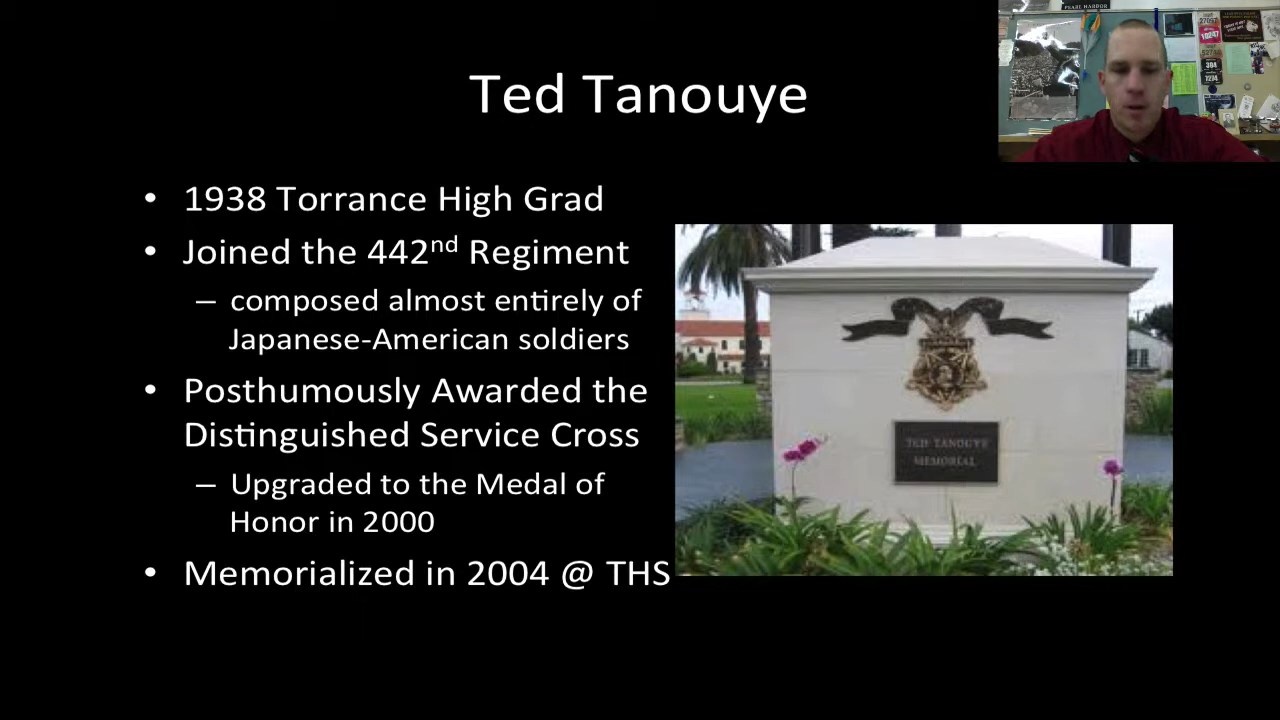 PEARL HARBOR
Ted Tanouye
• 1938 Torrance High Grad
• Joined the 442nd Regiment
– composed almost entirely of
Japanese-American soldiers
• Posthumously Awarded the
Distinguished Service Cross
– Upgraded to the Medal of
Honor in 2000
• Memorialized in 2004 @ THS
TED TANOUYE
MEMORIAL